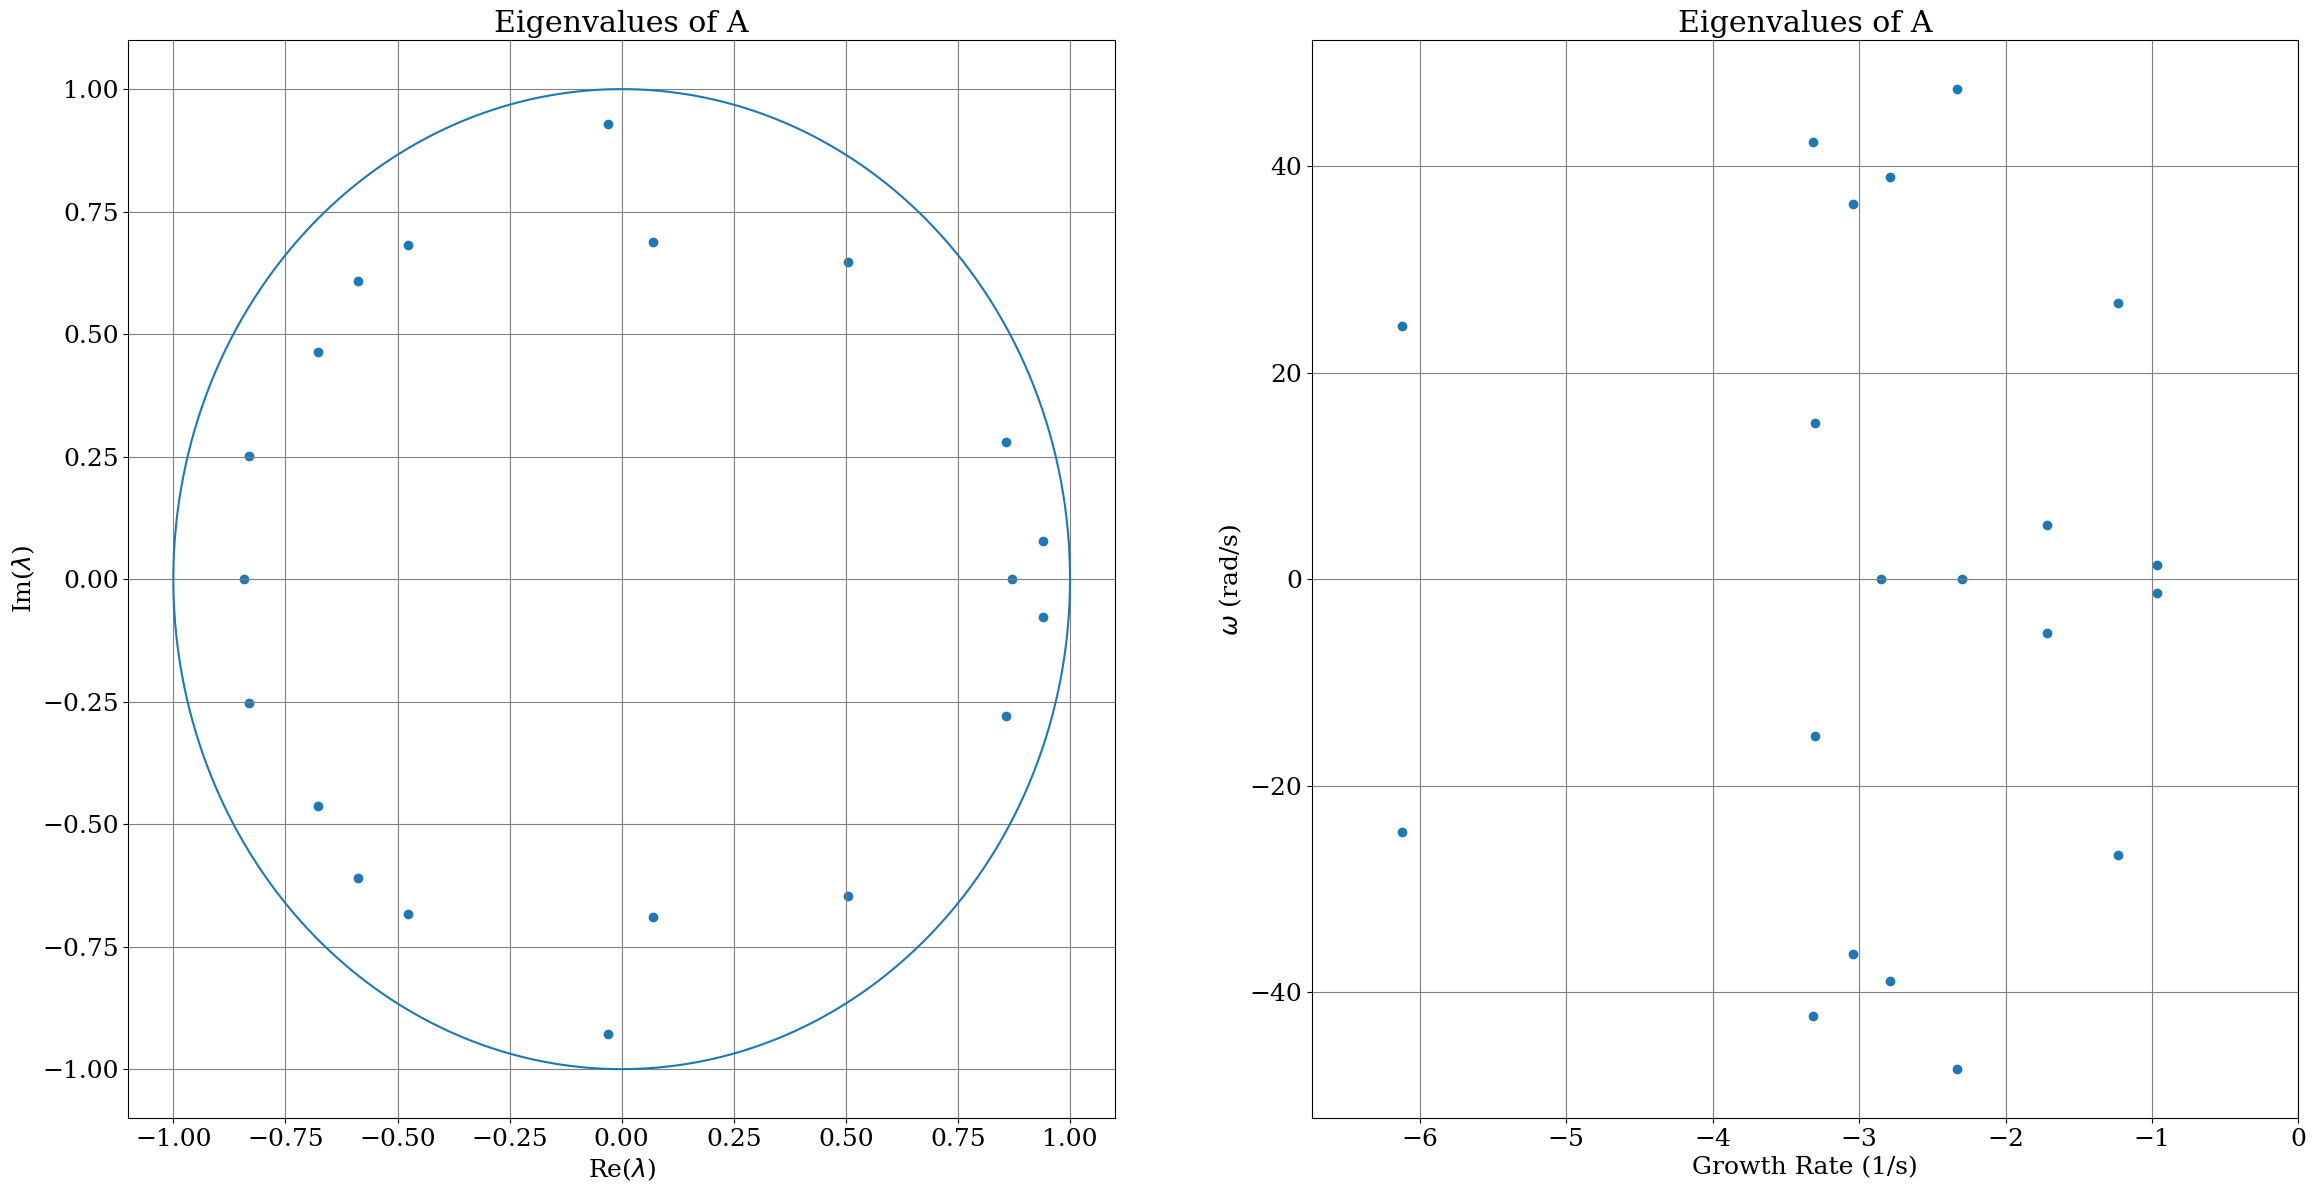 Eigenvalues of A
1.00
0.75
0.50
0.25
0.00
−0.25
−0.50
−0.75
−1.00
Im(λ)
−1.00 −0.75 −0.50 −0.25 0.00 0.25 0.50 0.75 1.00
Re(λ)
Eigenvalues of A
40
20
0
−20
−40
ω (rad/s)
−6 −5 −4 −3 −2 −1 0
Growth Rate (1/s)